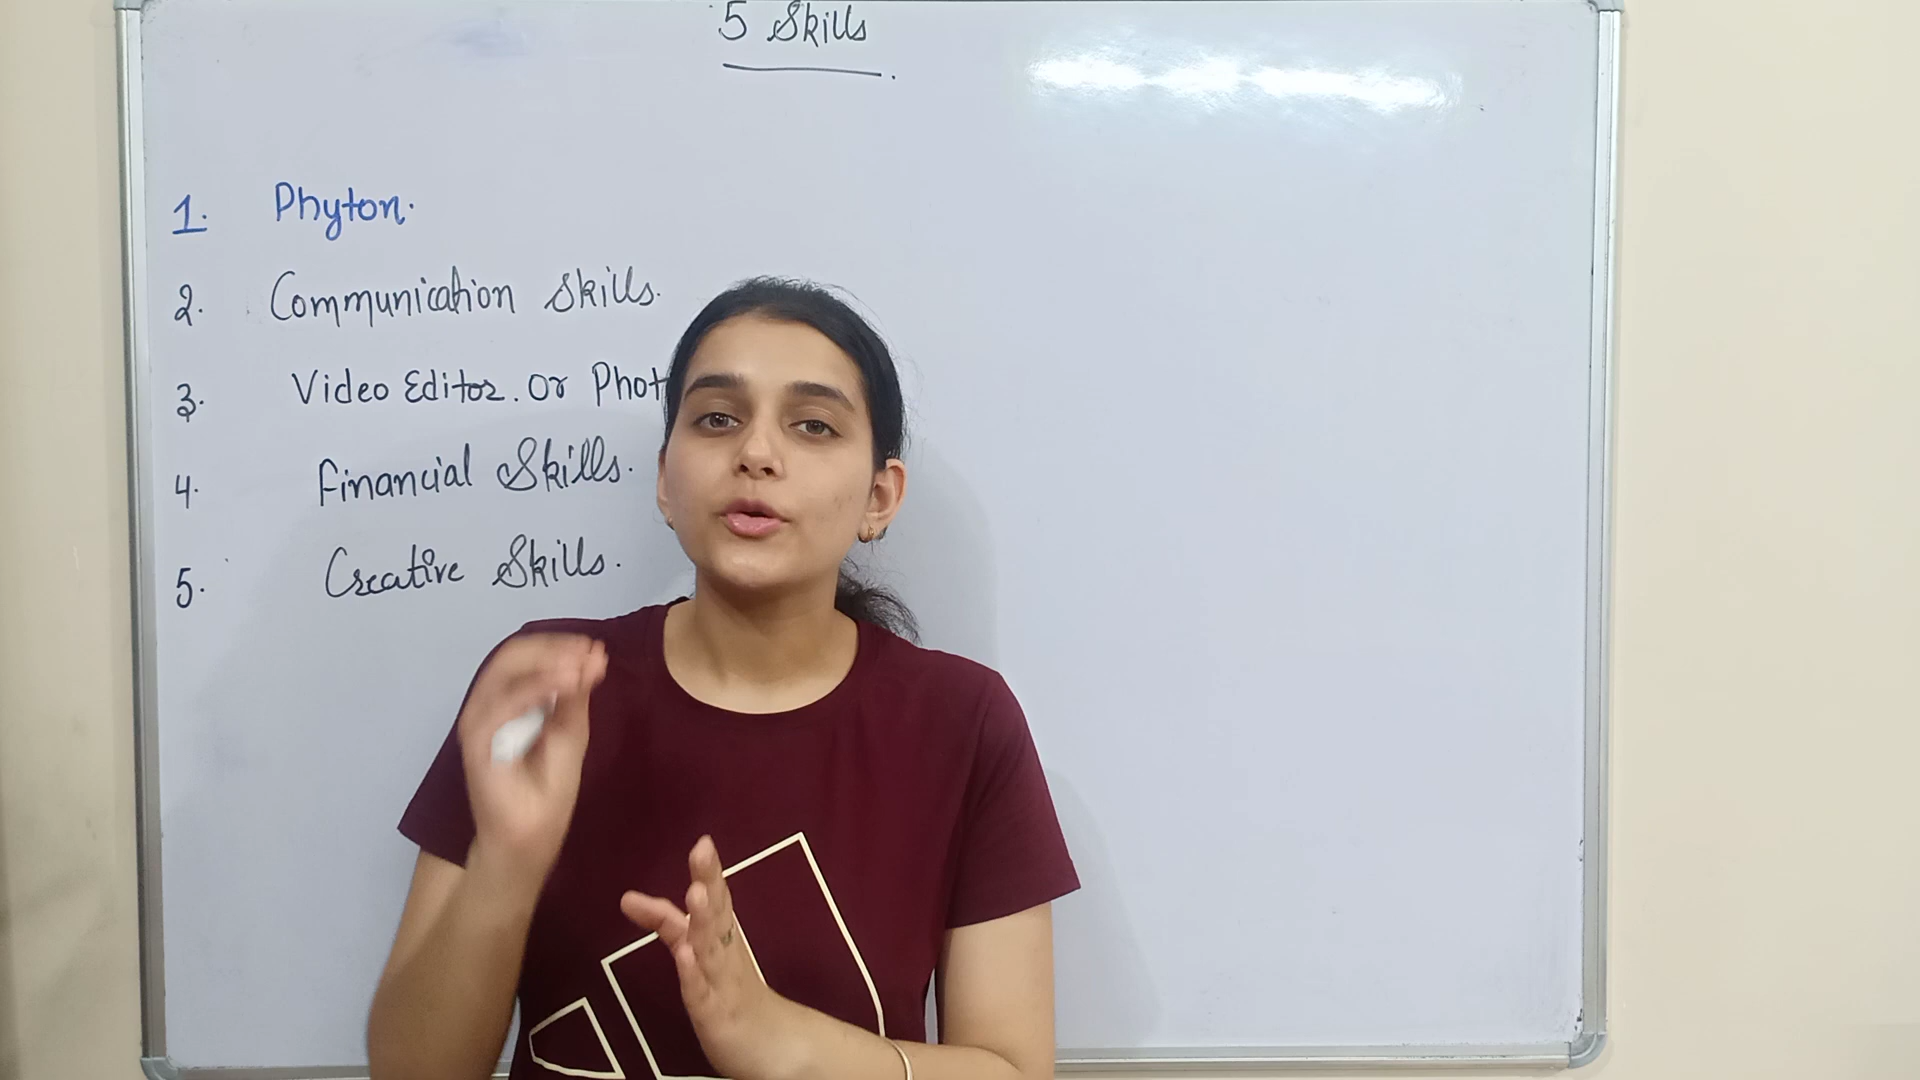 5 Skills
1. Phyton.
2. Communication Skills.
3. Video Editor. Or Phot
4. Financial Skills.
5. Creative Skills.